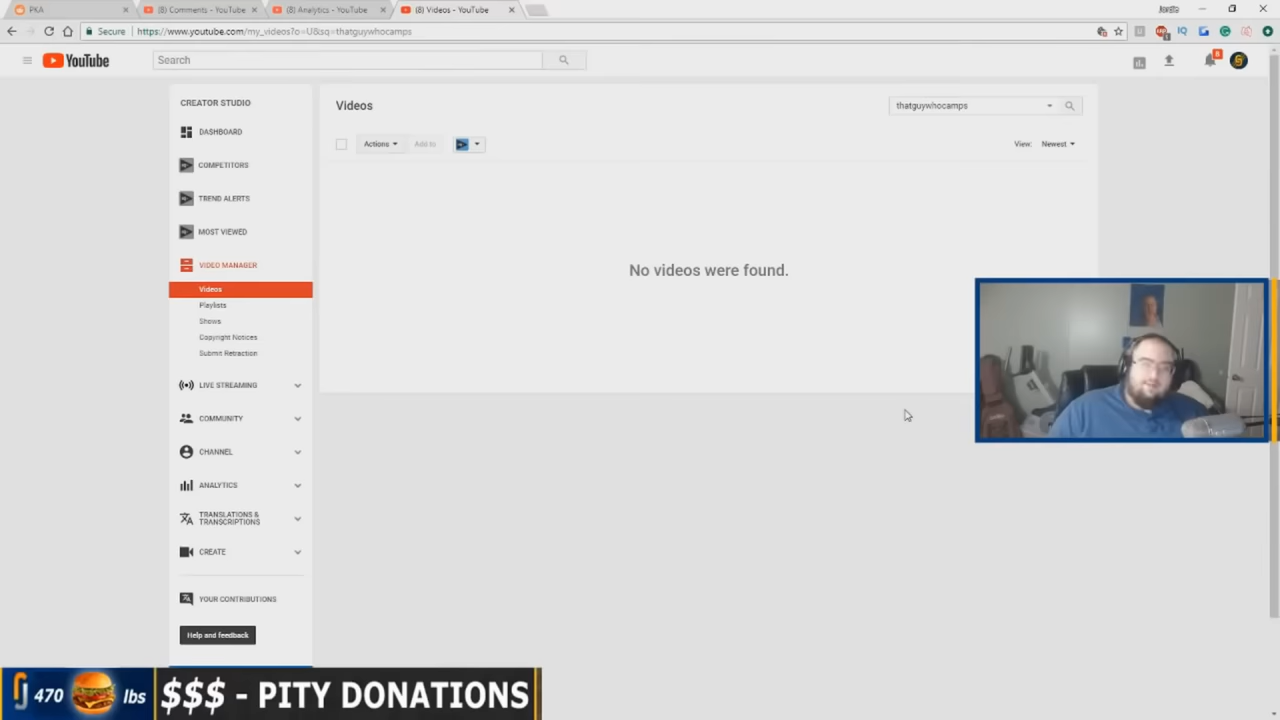 PKA
(8) Comments - YouTube
(8) Analytics - YouTube
(8) Videos - YouTube
Secure
https://www.youtube.com/my_videos?o=U&sq=thatguywhocamps
YouTube
Search
8
CREATOR STUDIO
DASHBOARD
COMPETITORS
TREND ALERTS
MOST VIEWED
VIDEO MANAGER
Videos
Playlists
Shows
Copyright Notices
Submit Retraction
LIVE STREAMING
COMMUNITY
CHANNEL
ANALYTICS
TRANSLATIONS &
TRANSCRIPTIONS
CREATE
YOUR CONTRIBUTIONS
Help and feedback
Videos
thatguywhocamps
Actions
Add to
View:
Newest
No videos were found.
470
lbs
$$$ - PITY DONATIONS